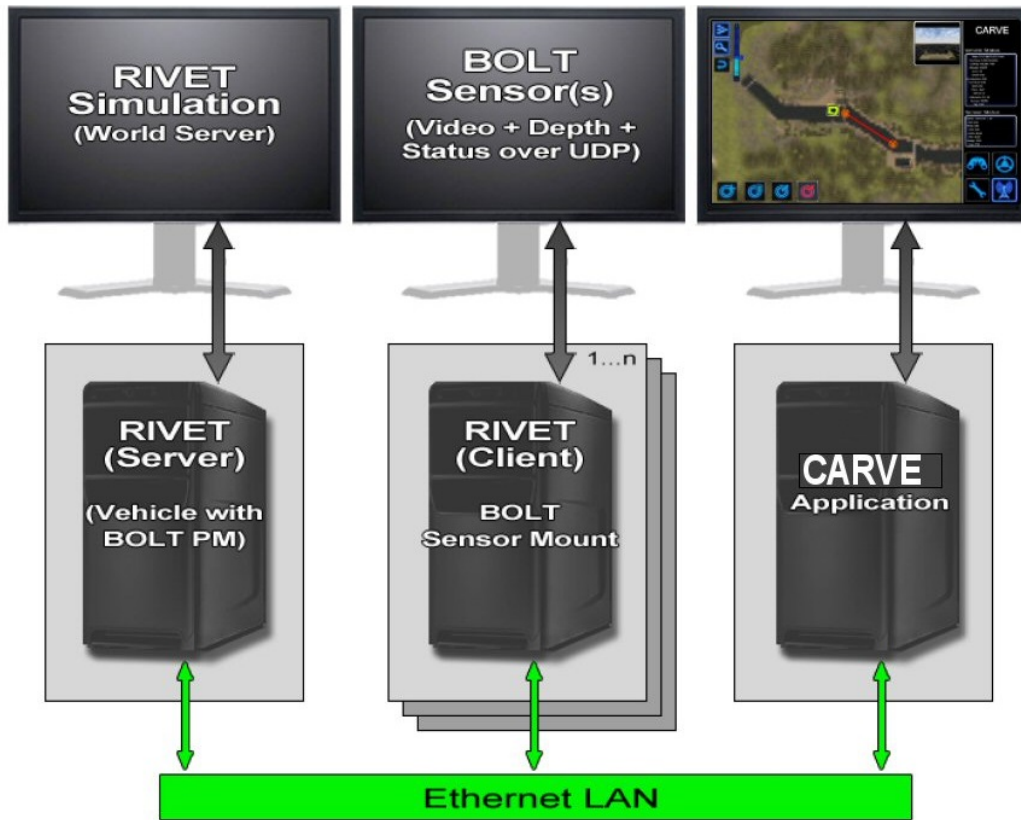 RIVET
Simulation
(World Server)
BOLT
Sensor(s)
(Video + Depth +
Status over UDP)
CARVE
1...n
RIVET
(Server)
(Vehicle with
BOLT PM)
RIVET
(Client)
BOLT
Sensor Mount
CARVE
Application
Ethernet LAN